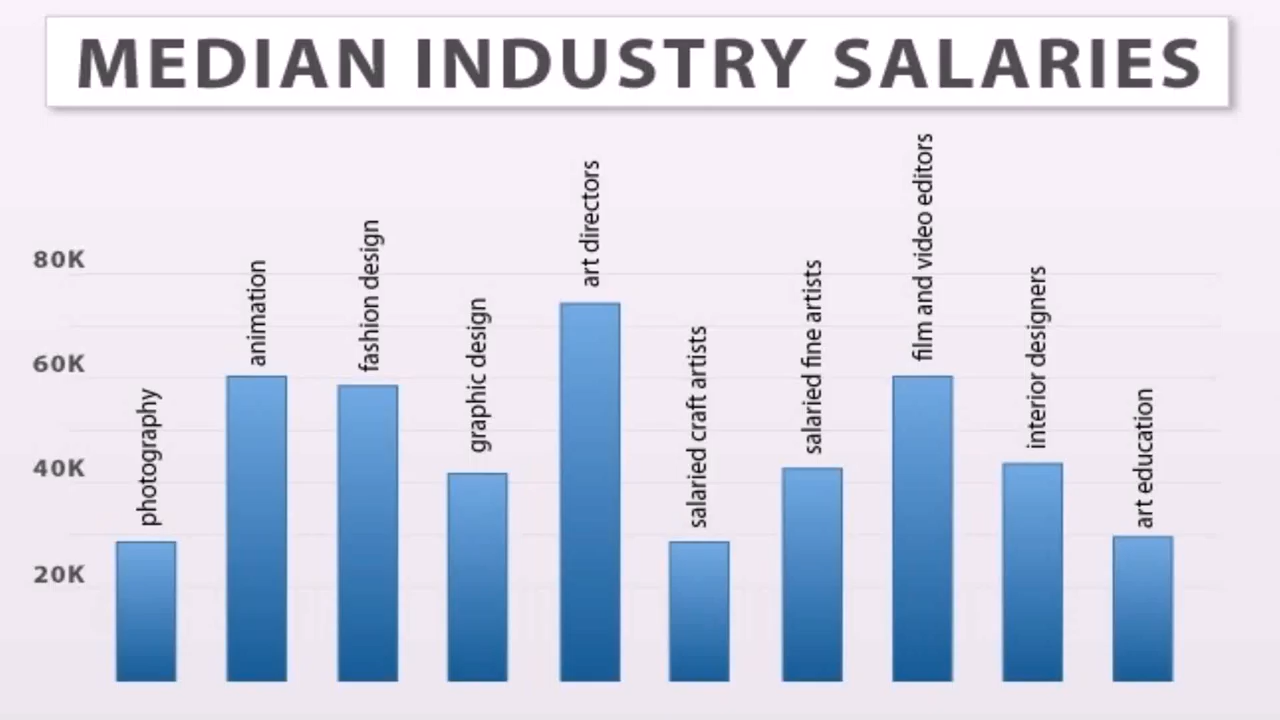 MEDIAN INDUSTRY SALARIES
80K
60K
40K
20K
photography
animation
fashion design
graphic design
art directors
salaried craft artists
salaried fine artists
film and video editors
interior designers
art education